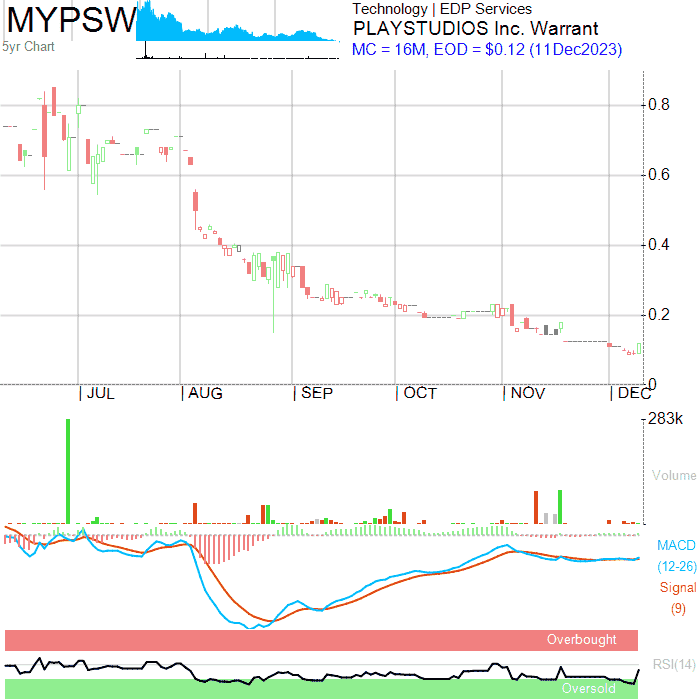 MYPSW
5yr Chart
Technology | EDP Services
PLAYSTUDIOS Inc. Warrant
MC = 16M, EOD = $0.12 (11Dec2023)
0.8
0.6
0.4
0.2
0
JUL
AUG
SEP
OCT
NOV
DEC
283k
Volume
MACD
(12-26)
Signal
(9)
Overbought
RSI(14)
Oversold